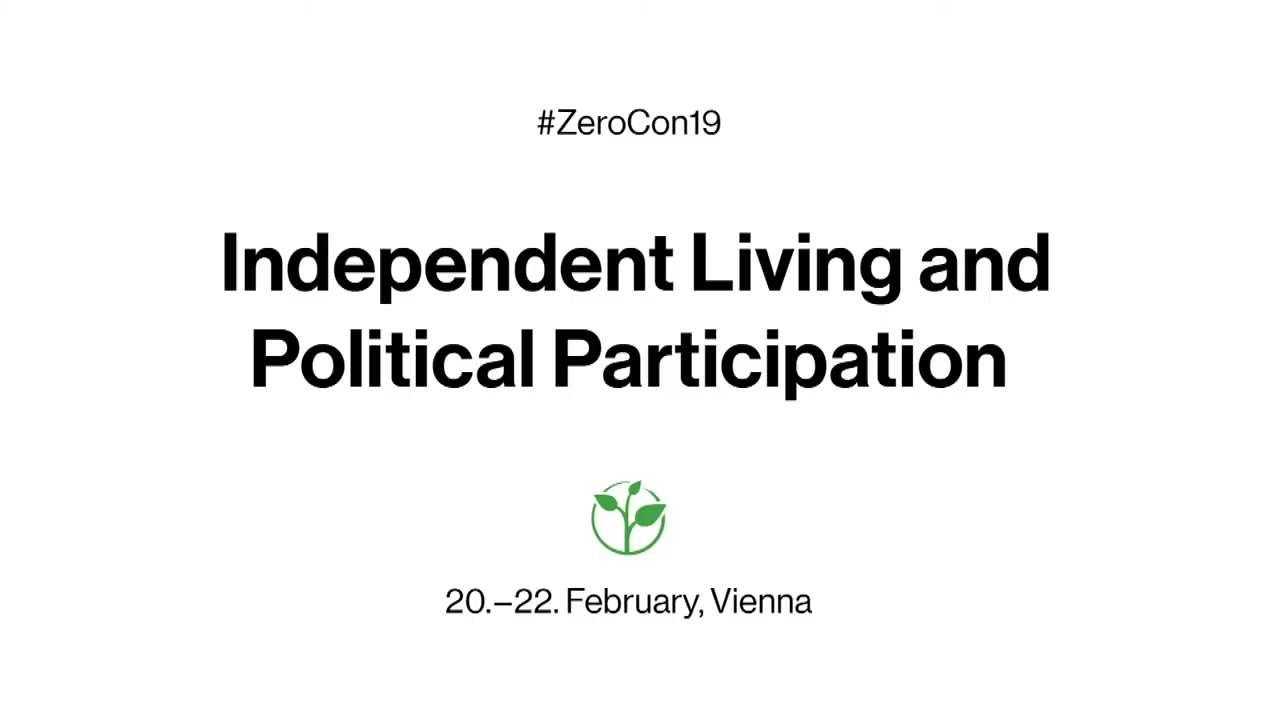 #ZeroCon19
Independent Living and
Political Participation
20.–22. February, Vienna